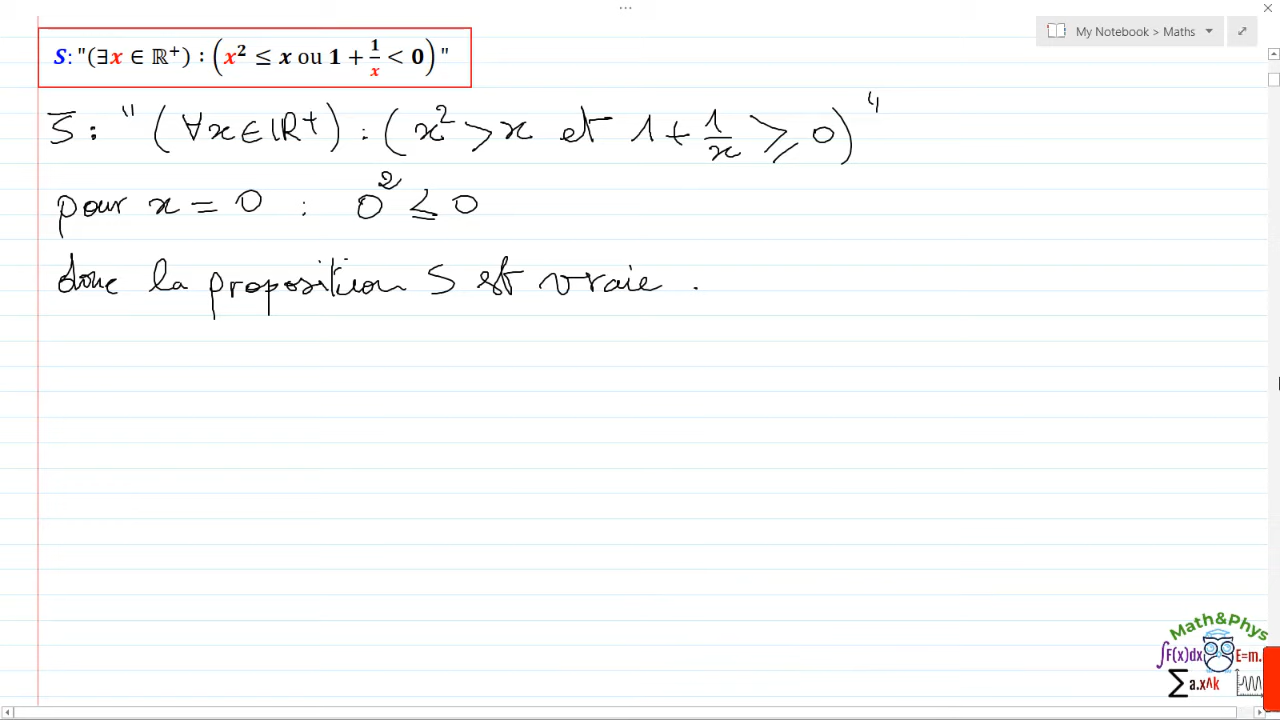 My Notebook > Maths
S: "(∃x ∈ ℝ⁺) : (x² ≤ x ou 1 + 1/x < 0)"
S̄ : "(∀x ∈ ℝ⁺) : (x² > x et 1 + 1/x ⩾ 0)"
pour x = 0 : 0² ≤ 0
donc la proposition S est vraie .
Math&Phys
∫F(x)dx E=m.
∑ a.x^k